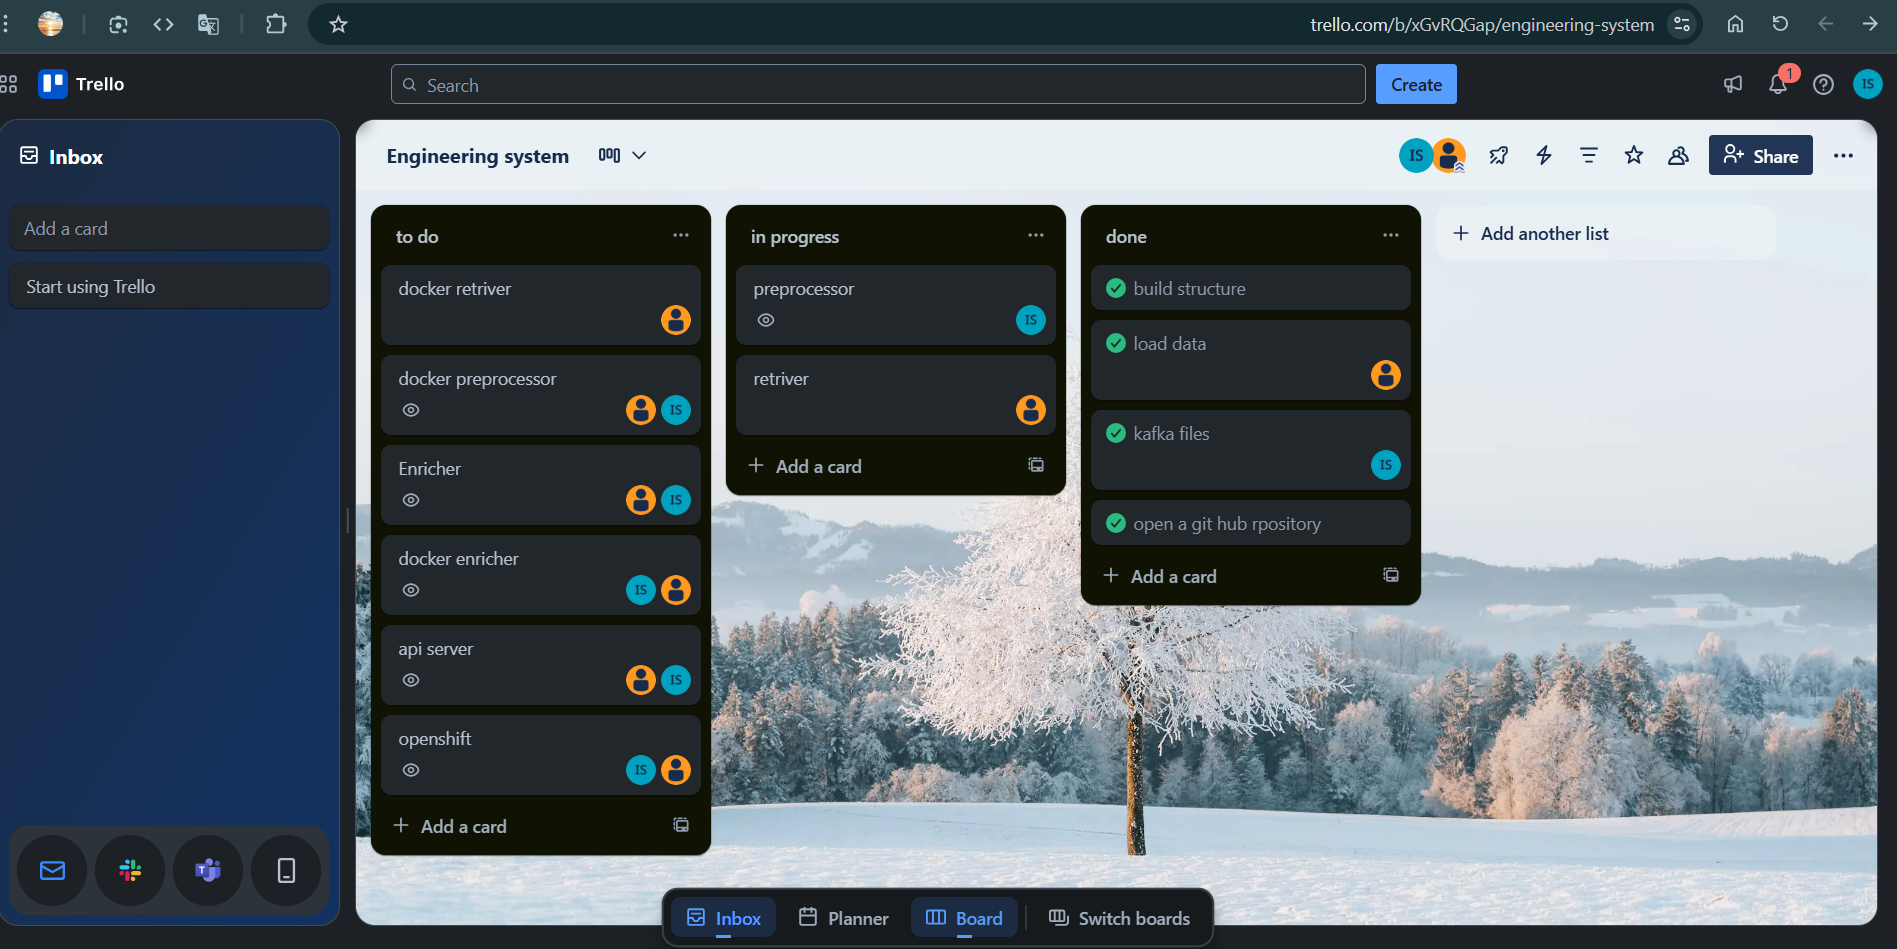 trello.com/b/xGvRQGap/engineering-system
Trello
Search
Create
1
IS
Inbox
Add a card
Start using Trello
Engineering system
IS
Share
to do
docker retriver
docker preprocessor
IS
Enricher
IS
docker enricher
IS
api server
IS
openshift
IS
Add a card
in progress
preprocessor
IS
retriver
Add a card
done
build structure
load data
kafka files
IS
open a git hub rpository
Add a card
Add another list
Inbox
Planner
Board
Switch boards